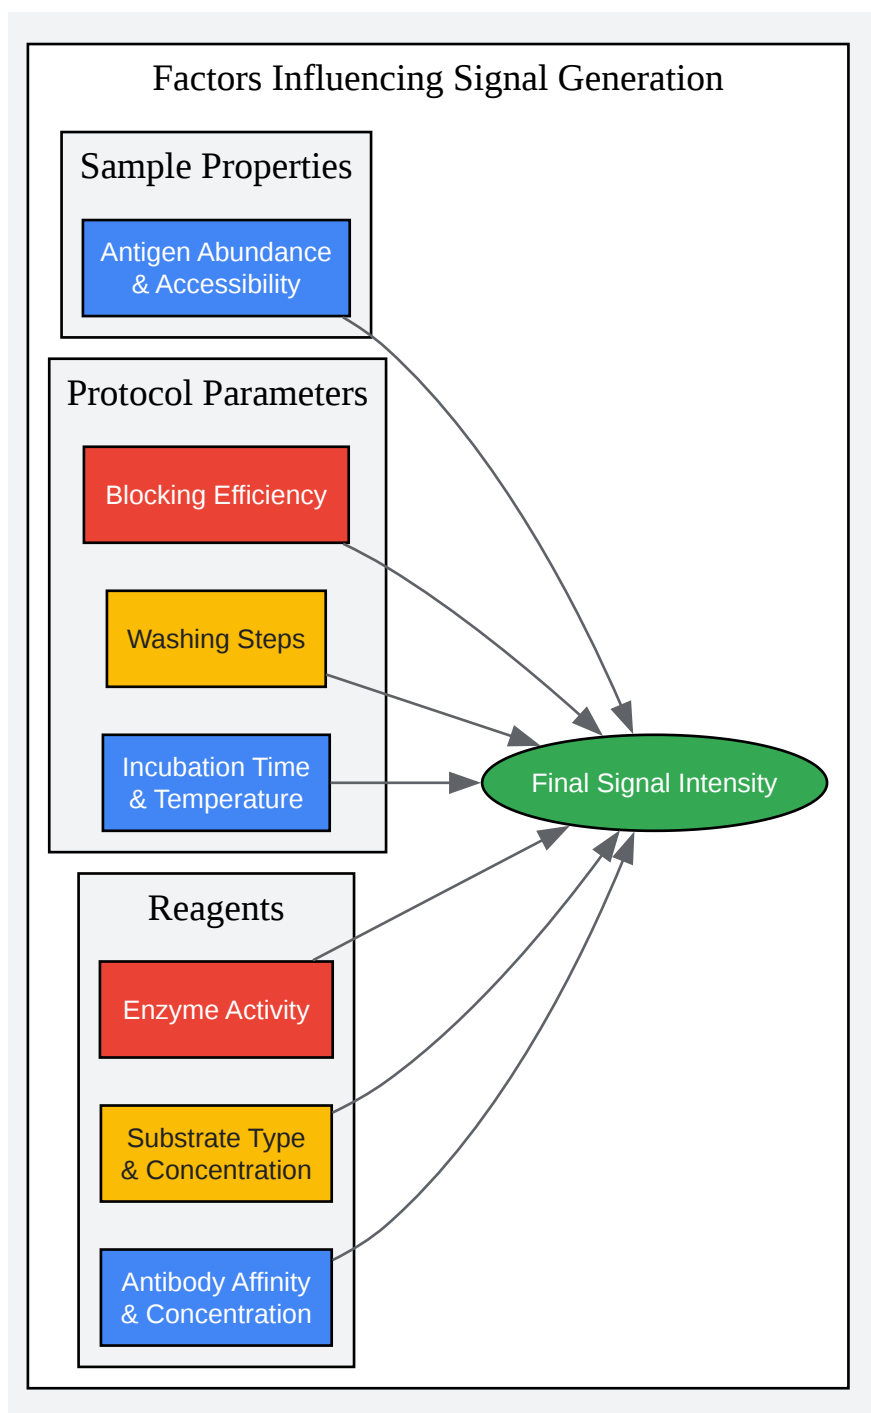 Factors Influencing Signal Generation
Sample Properties
Antigen Abundance
& Accessibility
Protocol Parameters
Blocking Efficiency
Washing Steps
Incubation Time
& Temperature
Final Signal Intensity
Reagents
Enzyme Activity
Substrate Type
& Concentration
Antibody Affinity
& Concentration